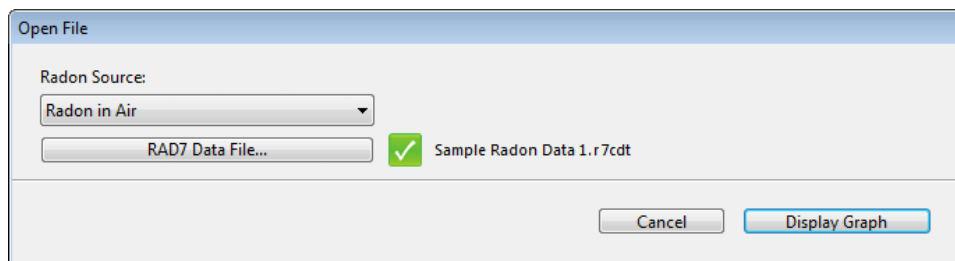 Open File
Radon Source:
Radon in Air
RAD7 Data File...
Sample Radon Data 1.r7cdt
Cancel
Display Graph